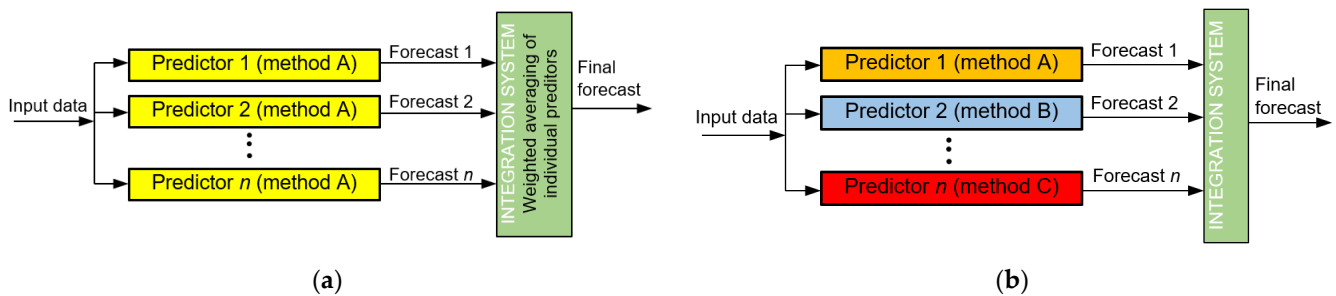 Input data
Predictor 1 (method A)
Forecast 1
Predictor 2 (method A)
Forecast 2
Predictor n (method A)
Forecast n
INTEGRATION SYSTEM
Weighted averaging of
individual preditors
Final
forecast
(a)
Input data
Predictor 1 (method A)
Forecast 1
Predictor 2 (method B)
Forecast 2
Predictor n (method C)
Forecast n
INTEGRATION SYSTEM
Final
forecast
(b)